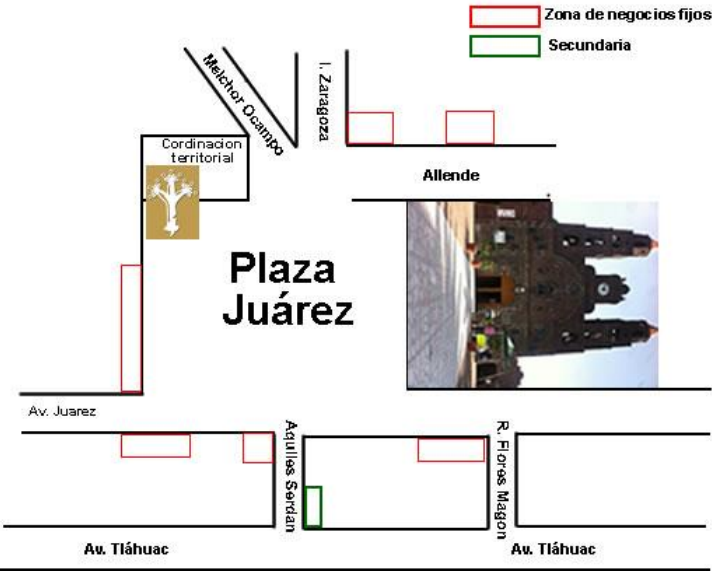 Zona de negocios fijos
Secundaria
Melchor Ocampo
I. Zaragoza
Cordinacion
territorial
Allende
Plaza
Juárez
Av. Juarez
Aquiles Serdan
R. Flores Magon
Av. Tláhuac
Av. Tláhuac